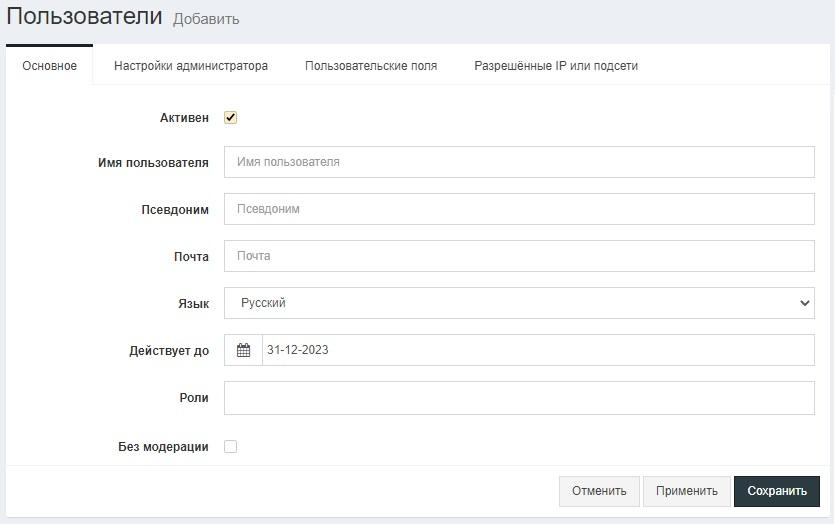 Пользователи Добавить
Основное Настройки администратора Пользовательские поля Разрешённые IP или подсети
Активен
Имя пользователя Имя пользователя
Псевдоним Псевдоним
Почта Почта
Язык Русский
Действует до 31-12-2023
Роли
Без модерации
Отменить Применить Сохранить